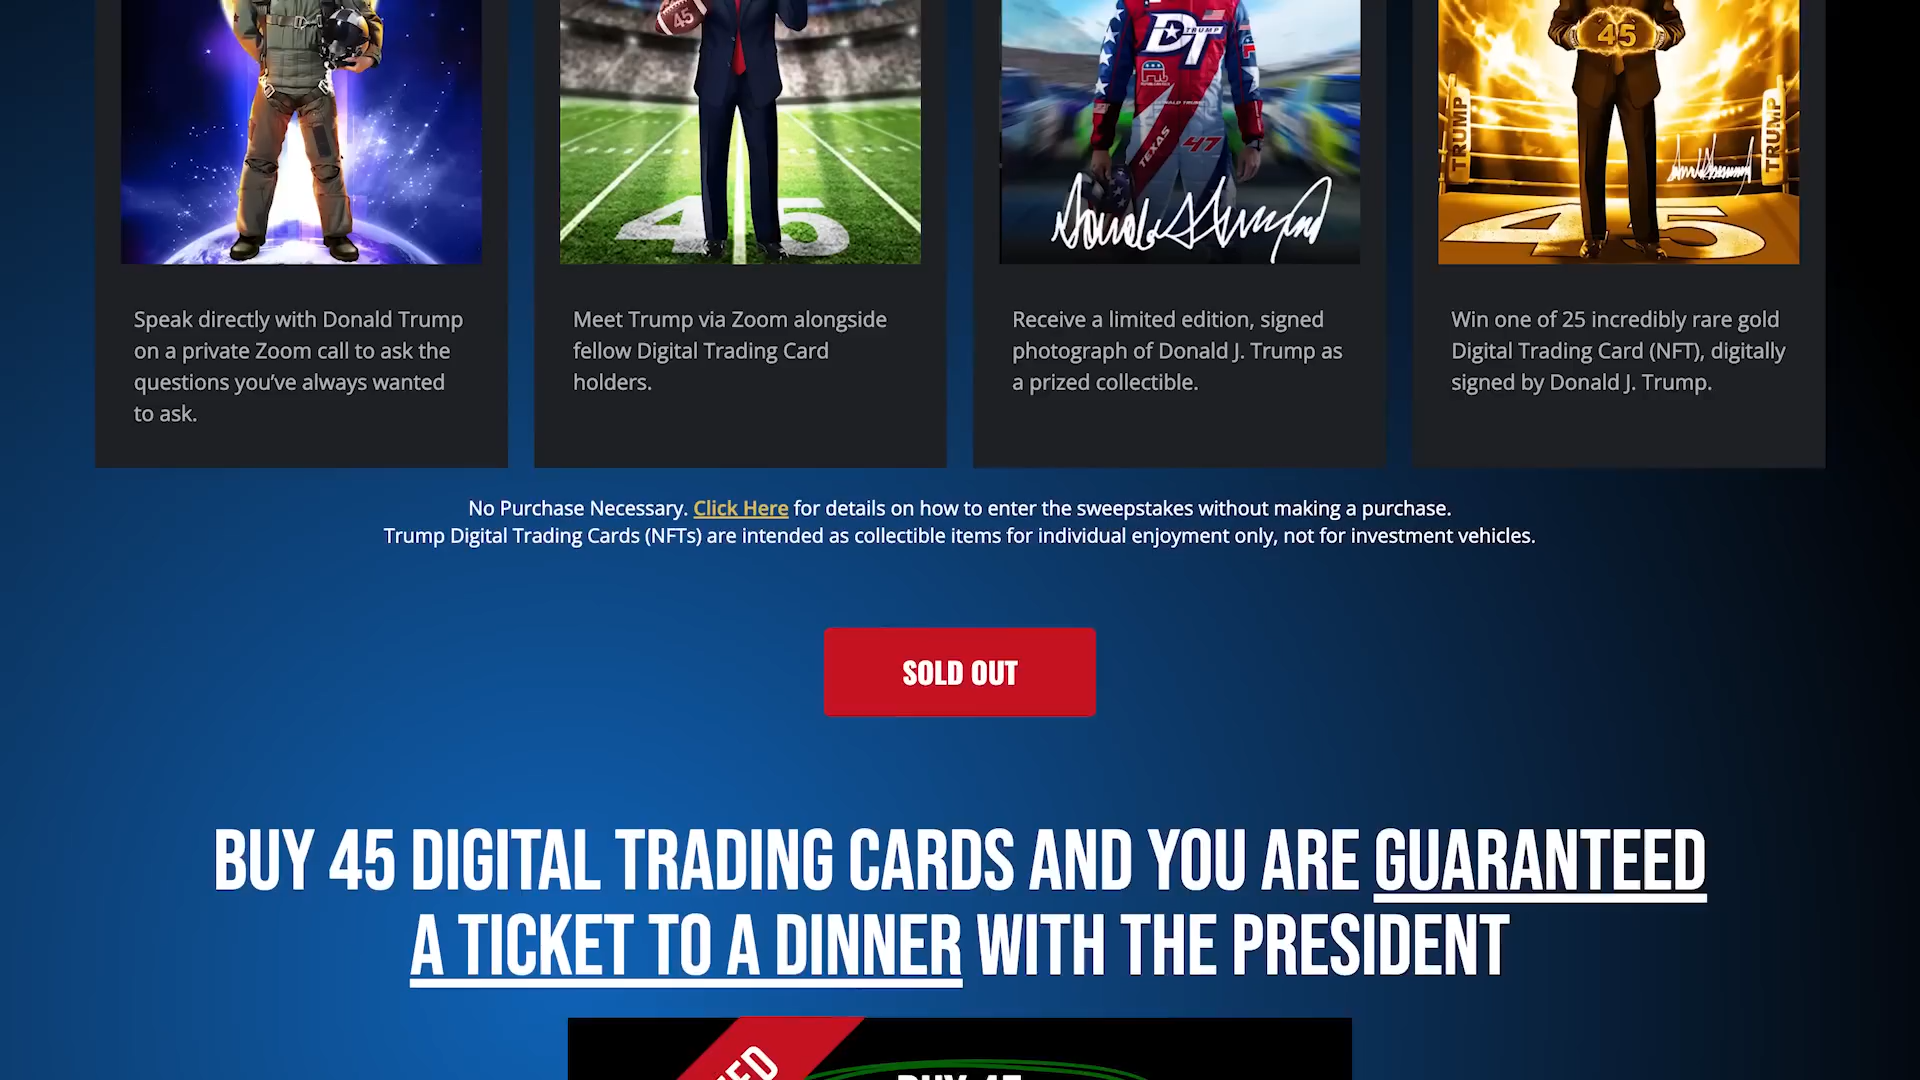 45
DT
TRUMP
TEXAS
47
45
TRUMP
TRUMP
45
Donald Trump
45
Speak directly with Donald Trump
on a private Zoom call to ask the
questions you’ve always wanted
to ask.
Meet Trump via Zoom alongside
fellow Digital Trading Card
holders.
Receive a limited edition, signed
photograph of Donald J. Trump as
a prized collectible.
Win one of 25 incredibly rare gold
Digital Trading Card (NFT), digitally
signed by Donald J. Trump.
No Purchase Necessary. Click Here for details on how to enter the sweepstakes without making a purchase.
Trump Digital Trading Cards (NFTs) are intended as collectible items for individual enjoyment only, not for investment vehicles.
SOLD OUT
BUY 45 DIGITAL TRADING CARDS AND YOU ARE GUARANTEED
A TICKET TO A DINNER WITH THE PRESIDENT
BUY 45